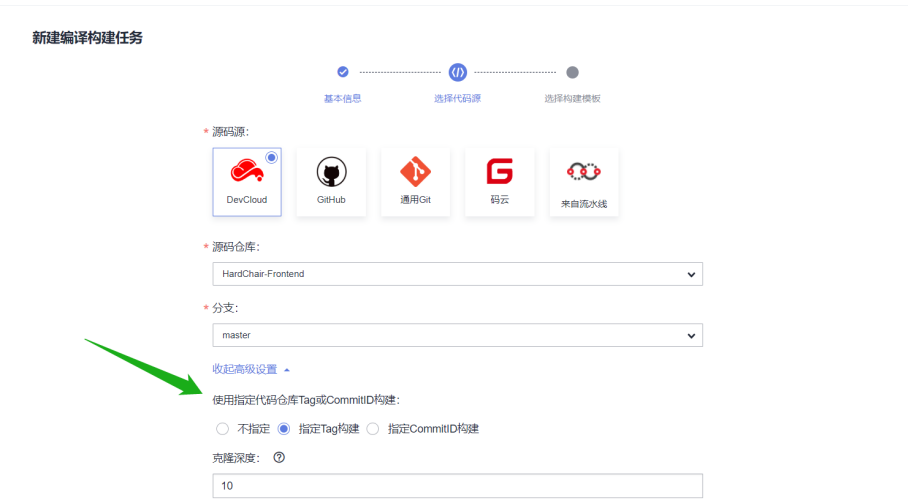 新建编译构建任务
基本信息 选择代码源 选择构建模板
* 源码源：
DevCloud GitHub 通用Git 码云 来自流水线
* 源码仓库：
HardChair-Frontend
* 分支：
master
收起高级设置
使用指定代码仓库Tag或CommitID构建：
不指定 指定Tag构建 指定CommitID构建
克隆深度： ?
10